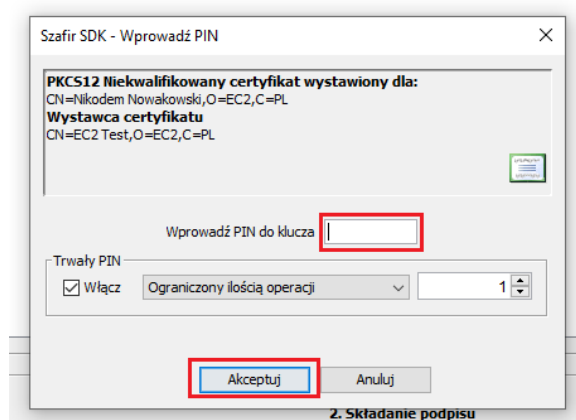 Szafir SDK - Wprowadź PIN
PKCS12 Niekwalifikowany certyfikat wystawiony dla:
CN=Nikodem Nowakowski,O=EC2,C=PL
Wystawca certyfikatu
CN=EC2 Test,O=EC2,C=PL
Wprowadź PIN do klucza
Trwały PIN
Włącz Ograniczony ilością operacji 1
Akceptuj Anuluj
2. Składanie podpisu